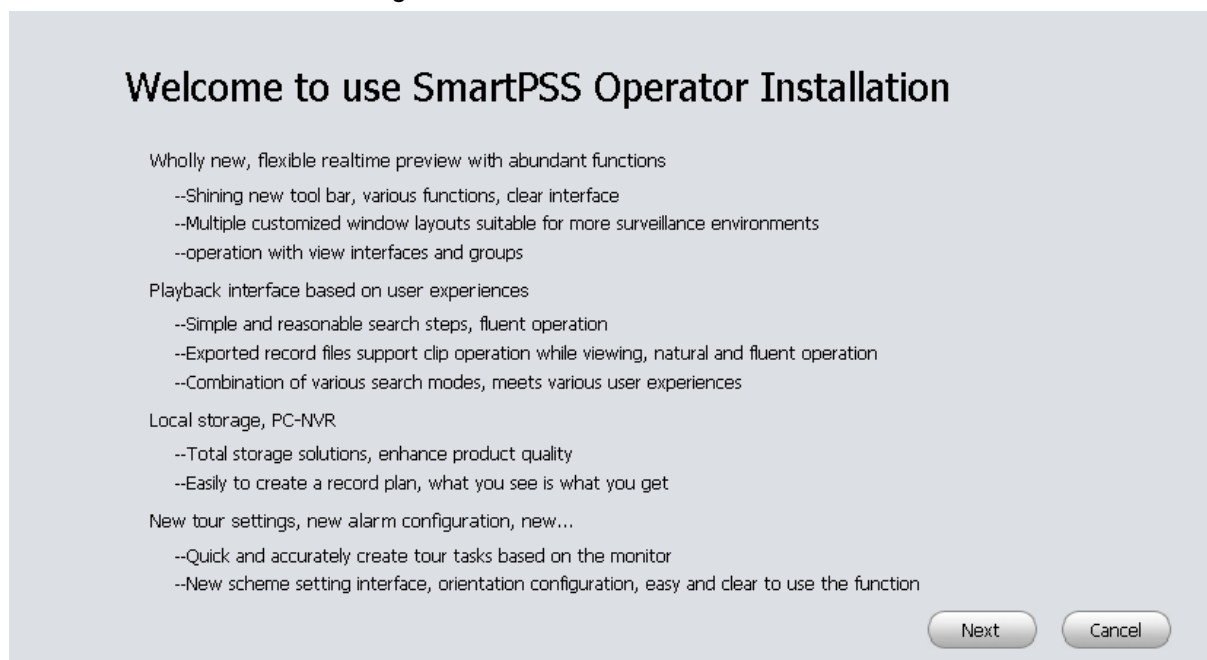 Welcome to use SmartPSS Operator Installation
Wholly new, flexible realtime preview with abundant functions
--Shining new tool bar, various functions, clear interface
--Multiple customized window layouts suitable for more surveillance environments
--operation with view interfaces and groups
Playback interface based on user experiences
--Simple and reasonable search steps, fluent operation
--Exported record files support clip operation while viewing, natural and fluent operation
--Combination of various search modes, meets various user experiences
Local storage, PC-NVR
--Total storage solutions, enhance product quality
--Easily to create a record plan, what you see is what you get
New tour settings, new alarm configuration, new...
--Quick and accurately create tour tasks based on the monitor
--New scheme setting interface, orientation configuration, easy and clear to use the function
Next Cancel